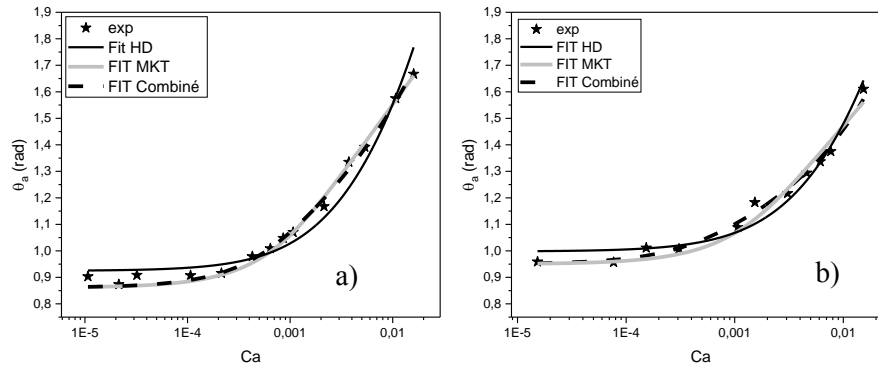 1,9
1,8
1,7
1,6
1,5
1,4
1,3
1,2
1,1
1,0
0,9
0,8
θa (rad)
exp
Fit HD
FIT MKT
FIT Combiné
a)
1E-5 1E-4 0,001 0,01
Ca
1,9
1,8
1,7
1,6
1,5
1,4
1,3
1,2
1,1
1,0
0,9
0,8
θa (rad)
exp
FIT HD
FIT MKT
FIT Combiné
b)
1E-5 1E-4 0,001 0,01
Ca